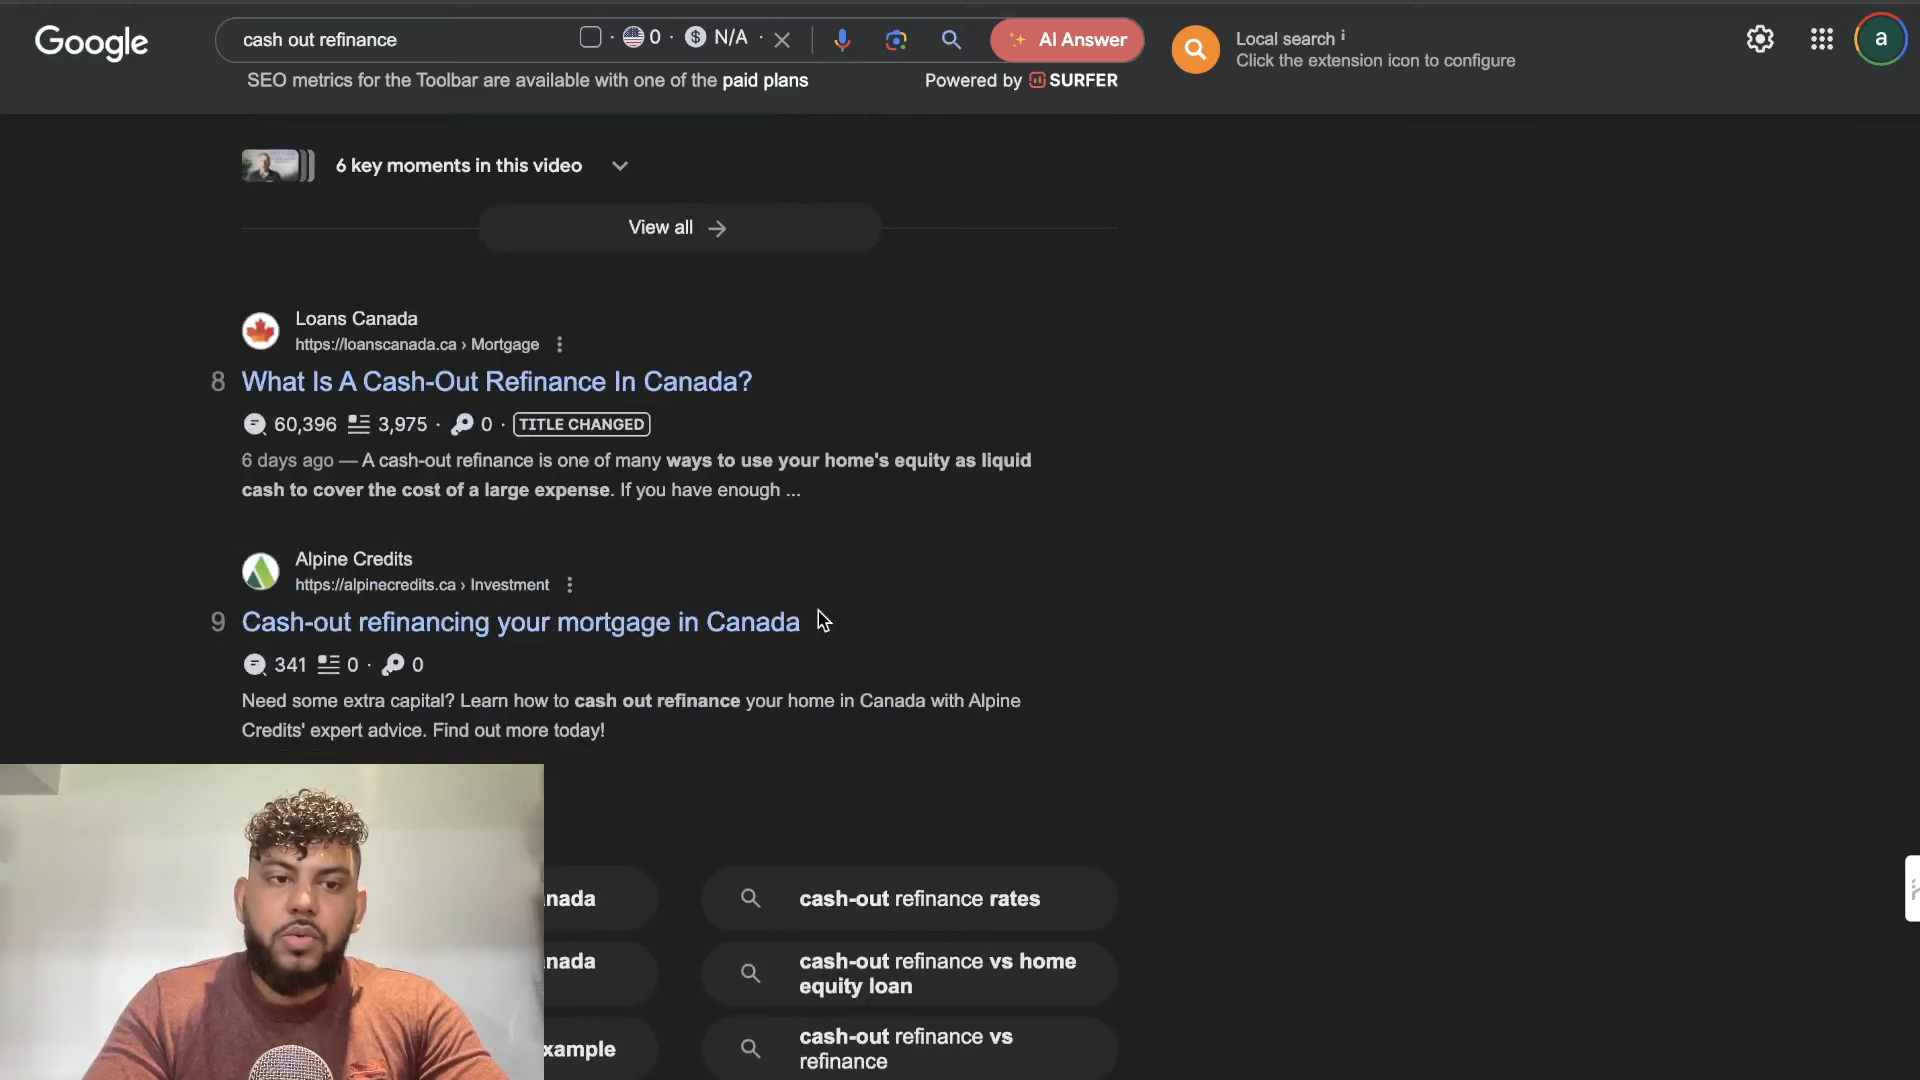 Google
cash out refinance
0 · N/A ·
AI Answer
Local search i
Click the extension icon to configure
a
SEO metrics for the Toolbar are available with one of the paid plans
Powered by SURFER
6 key moments in this video
View all
Loans Canada
https://loanscanada.ca › Mortgage
8 What Is A Cash-Out Refinance In Canada?
60,396 3,975 · 0 · TITLE CHANGED
6 days ago — A cash-out refinance is one of many ways to use your home's equity as liquid
cash to cover the cost of a large expense. If you have enough ...
Alpine Credits
https://alpinecredits.ca › Investment
9 Cash-out refinancing your mortgage in Canada
341 0 · 0
Need some extra capital? Learn how to cash out refinance your home in Canada with Alpine
Credits' expert advice. Find out more today!
nada
cash-out refinance rates
nada
cash-out refinance vs home
equity loan
xample
cash-out refinance vs
refinance